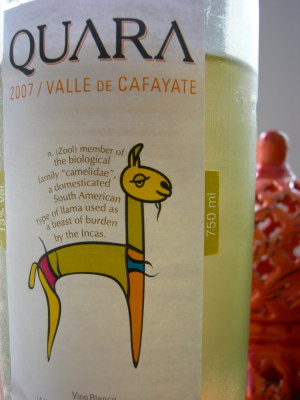 QUARA
2007 / VALLE DE CAFAYATE
n. (Zool) member of
the biological
family "camelidae",
a domesticated
South American
type of llama used as
a beast of burden
by the Incas.
750 ml
Vino Blanco